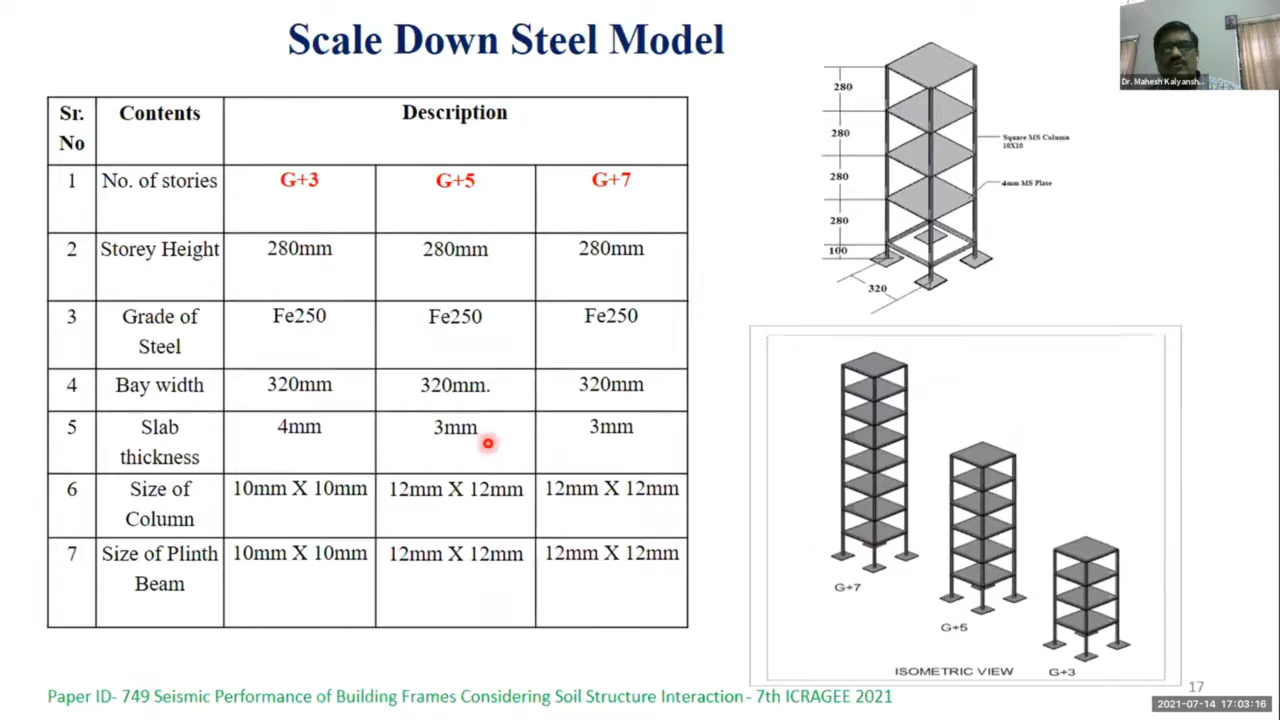 Scale Down Steel Model
Dr. Mahesh Kalyansh...
Sr. No Contents Description
1 No. of stories G+3 G+5 G+7
2 Storey Height 280mm 280mm 280mm
3 Grade of Steel Fe250 Fe250 Fe250
4 Bay width 320mm 320mm. 320mm
5 Slab thickness 4mm 3mm 3mm
6 Size of Column 10mm X 10mm 12mm X 12mm 12mm X 12mm
7 Size of Plinth Beam 10mm X 10mm 12mm X 12mm 12mm X 12mm
280
280
280
280
100
320
Square MS Column
10X10
4mm MS Plate
G+7
G+5
G+3
ISOMETRIC VIEW
Paper ID- 749 Seismic Performance of Building Frames Considering Soil Structure Interaction- 7th ICRAGEE 2021
17
2021-07-14 17:03:16